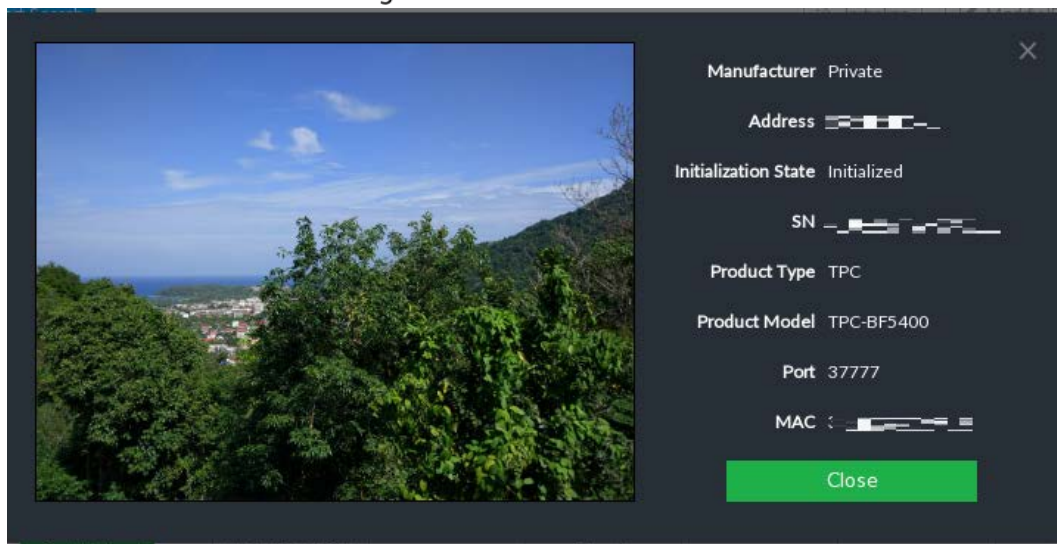 Manufacturer Private
Address
Initialization State Initialized
SN
Product Type TPC
Product Model TPC-BF5400
Port 37777
MAC
Close